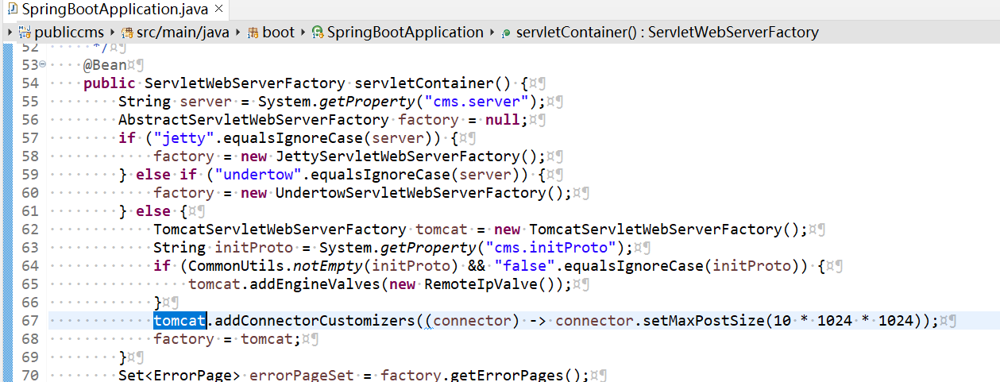 SpringBootApplication.java
publiccms src/main/java boot SpringBootApplication servletContainer() : ServletWebServerFactory
52 */
53 @Bean
54 public ServletWebServerFactory servletContainer() {
55 String server = System.getProperty("cms.server");
56 AbstractServletWebServerFactory factory = null;
57 if ("jetty".equalsIgnoreCase(server)) {
58 factory = new JettyServletWebServerFactory();
59 } else if ("undertow".equalsIgnoreCase(server)) {
60 factory = new UndertowServletWebServerFactory();
61 } else {
62 TomcatServletWebServerFactory tomcat = new TomcatServletWebServerFactory();
63 String initProto = System.getProperty("cms.initProto");
64 if (CommonUtils.notEmpty(initProto) && "false".equalsIgnoreCase(initProto)) {
65 tomcat.addEngineValves(new RemoteIpValve());
66 }
67 tomcat.addConnectorCustomizers((connector) -> connector.setMaxPostSize(10 * 1024 * 1024));
68 factory = tomcat;
69 }
70 Set<ErrorPage> errorPageSet = factory.getErrorPages();